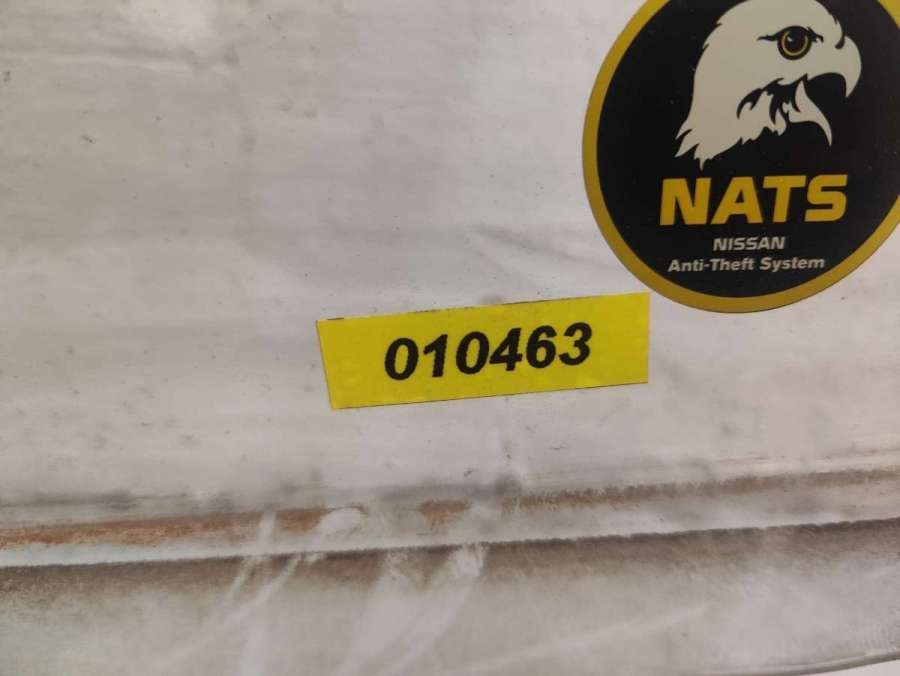 NATS
NISSAN
Anti-Theft System
010463